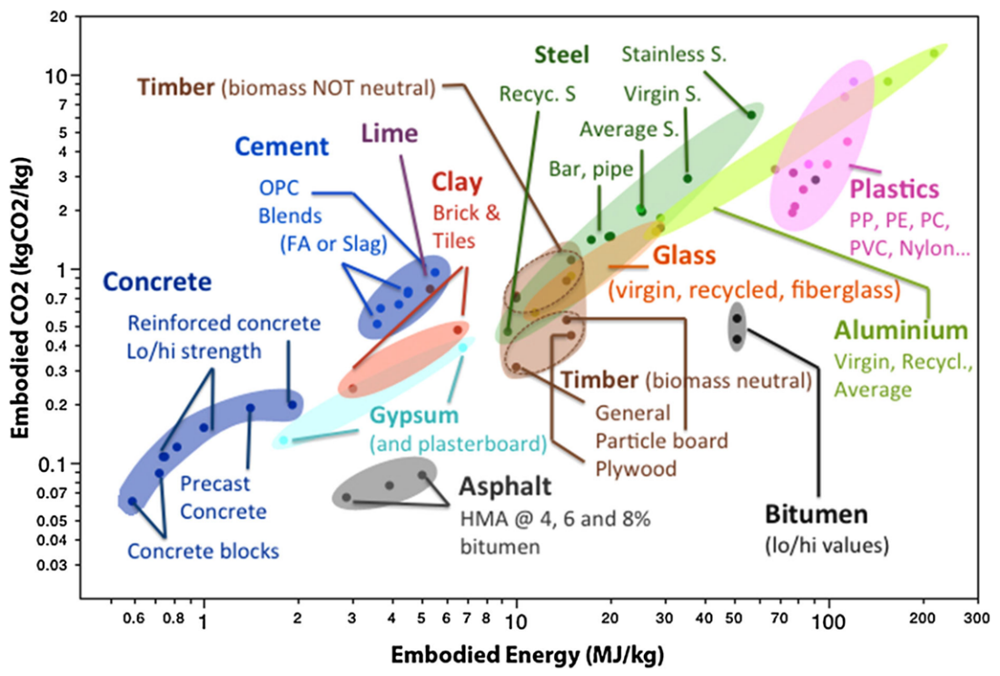 20
10
7
5
4
3
2
1
0.7
0.5
0.4
0.3
0.2
0.1
0.07
0.05
0.04
0.03
Embodied CO2 (kgCO2/kg)
0.6 0.8 1 2 3 4 5 6 7 8 10 20 30 40 50 70 100 200 300
Embodied Energy (MJ/kg)
Timber (biomass NOT neutral)
Steel
Stainless S.
Recyc. S
Virgin S.
Average S.
Bar, pipe
Lime
Cement
OPC
Blends
(FA or Slag)
Clay
Brick &
Tiles
Plastics
PP, PE, PC,
PVC, Nylon...
Glass
(virgin, recycled, fiberglass)
Concrete
Reinforced concrete
Lo/hi strength
Aluminium
Virgin, Recycl.,
Average
Timber (biomass neutral)
General
Particle board
Plywood
Gypsum
(and plasterboard)
Precast
Concrete
Concrete blocks
Asphalt
HMA @ 4, 6 and 8%
bitumen
Bitumen
(lo/hi values)